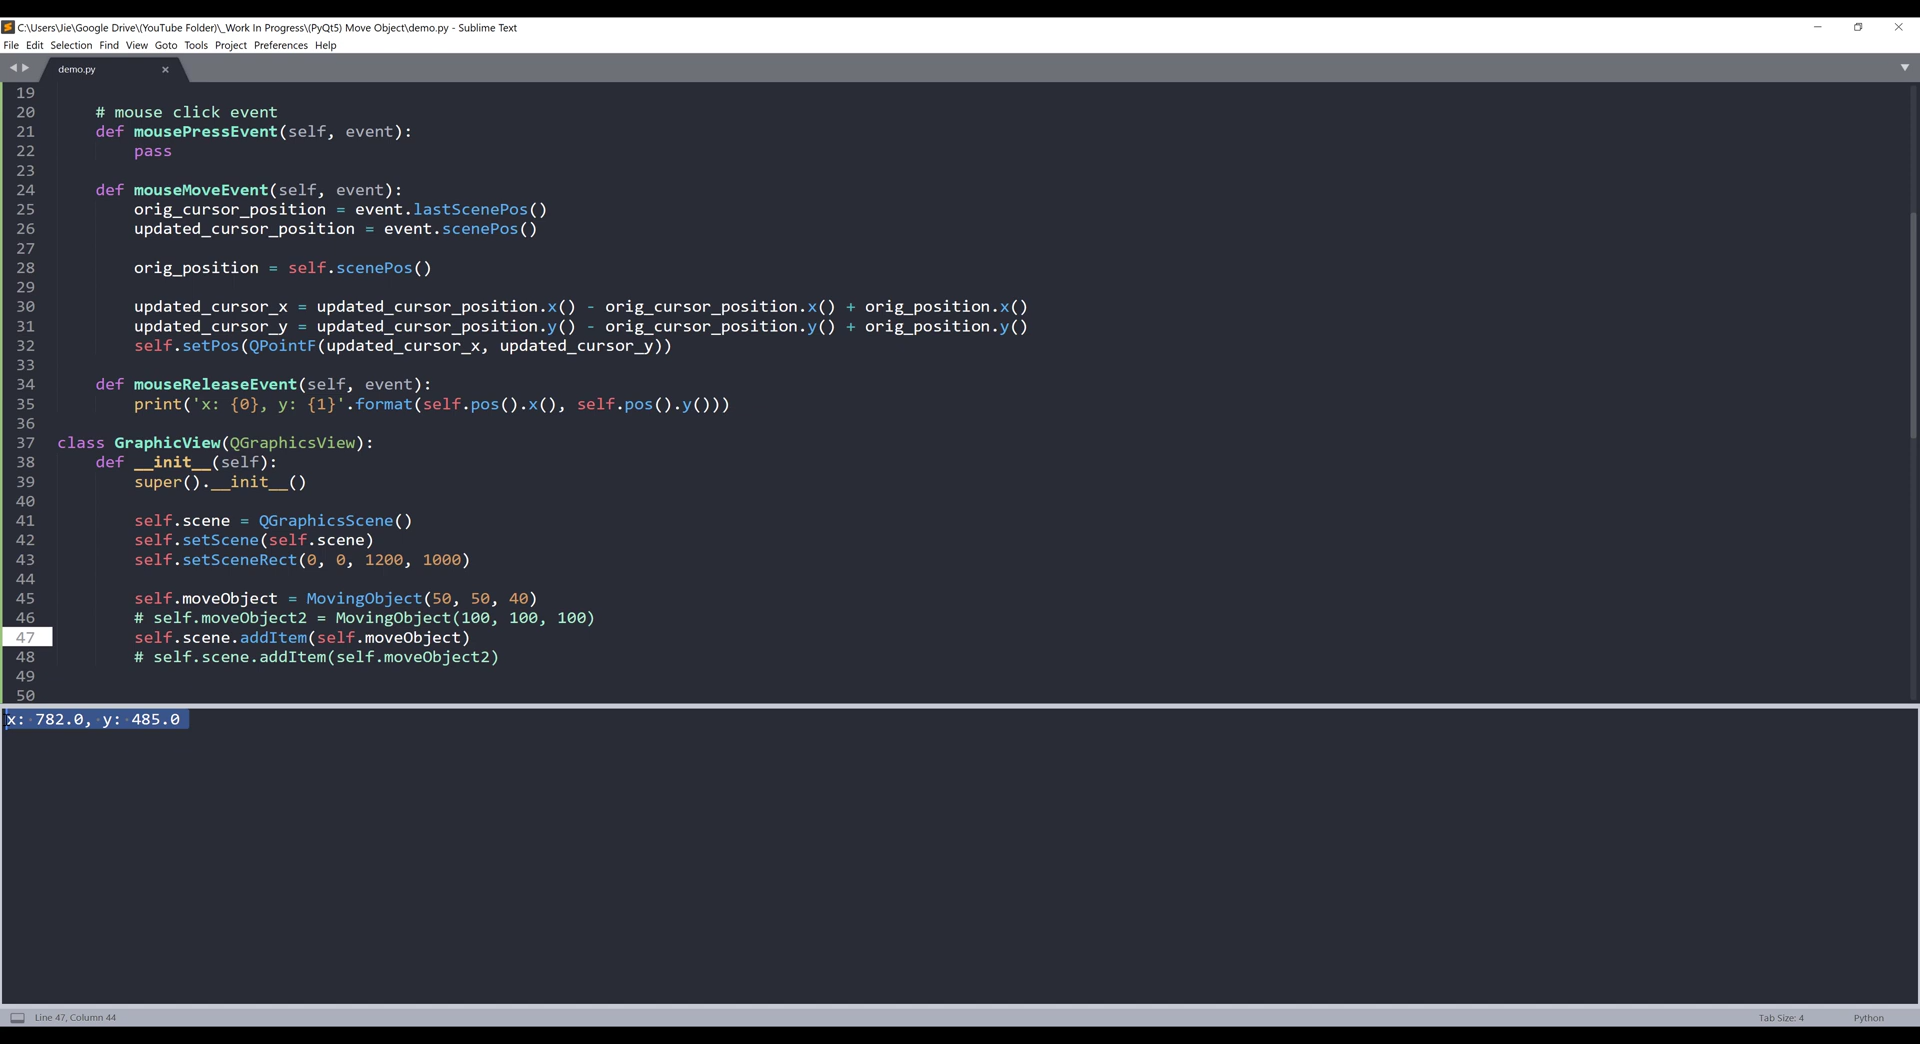 C:\Users\Jie\Google Drive\(YouTube Folder)\_Work In Progress\(PyQt5) Move Object\demo.py - Sublime Text
File Edit Selection Find View Goto Tools Project Preferences Help
demo.py
19
20     # mouse click event
21     def mousePressEvent(self, event):
22         pass
23
24     def mouseMoveEvent(self, event):
25         orig_cursor_position = event.lastScenePos()
26         updated_cursor_position = event.scenePos()
27
28         orig_position = self.scenePos()
29
30         updated_cursor_x = updated_cursor_position.x() - orig_cursor_position.x() + orig_position.x()
31         updated_cursor_y = updated_cursor_position.y() - orig_cursor_position.y() + orig_position.y()
32         self.setPos(QPointF(updated_cursor_x, updated_cursor_y))
33
34     def mouseReleaseEvent(self, event):
35         print('x: {0}, y: {1}'.format(self.pos().x(), self.pos().y()))
36
37 class GraphicView(QGraphicsView):
38     def __init__(self):
39         super().__init__()
40
41         self.scene = QGraphicsScene()
42         self.setScene(self.scene)
43         self.setSceneRect(0, 0, 1200, 1000)
44
45         self.moveObject = MovingObject(50, 50, 40)
46         # self.moveObject2 = MovingObject(100, 100, 100)
47         self.scene.addItem(self.moveObject)
48         # self.scene.addItem(self.moveObject2)
49
50
x: 782.0, y: 485.0
Line 47, Column 44
Tab Size: 4
Python